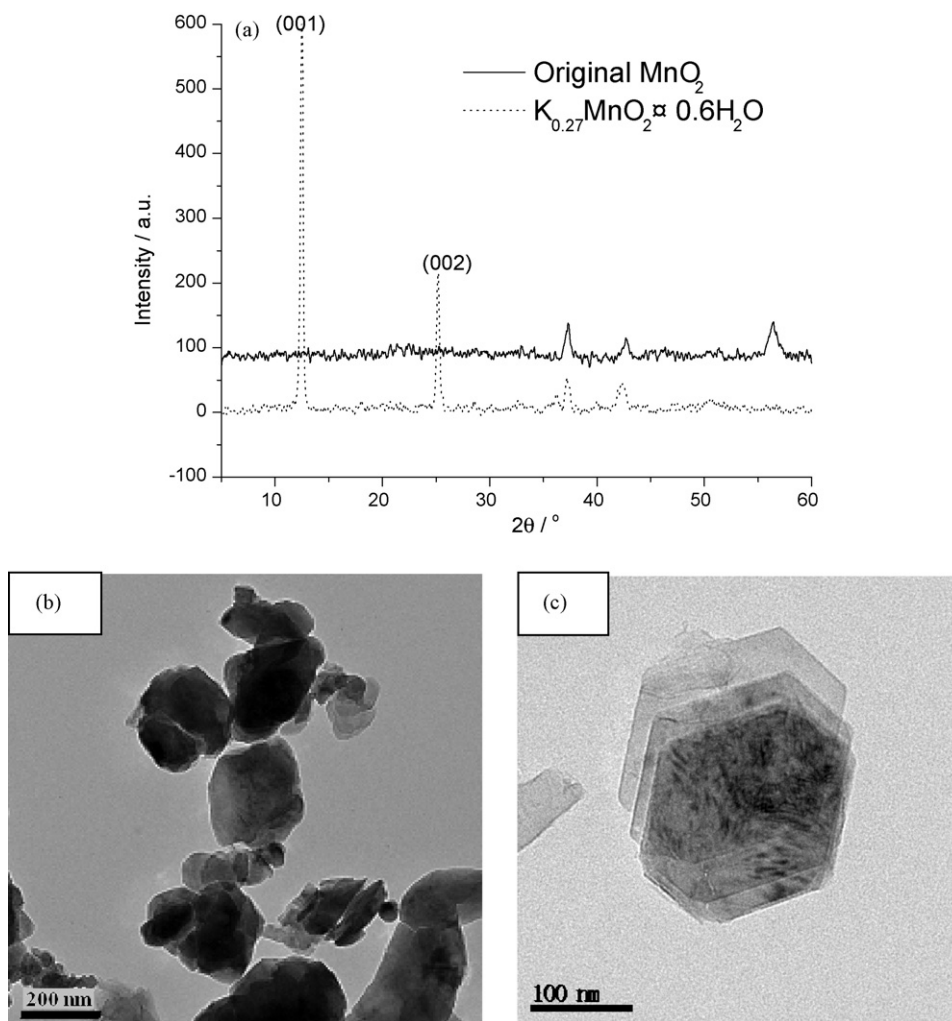 (a)
(001)
(002)
Original MnO₂
K₀.₂₇MnO₂¤ 0.6H₂O
Intensity / a.u.
600
500
400
300
200
100
0
-100
10 20 30 40 50 60
2θ / °
(b)
200 nm
(c)
100 nm